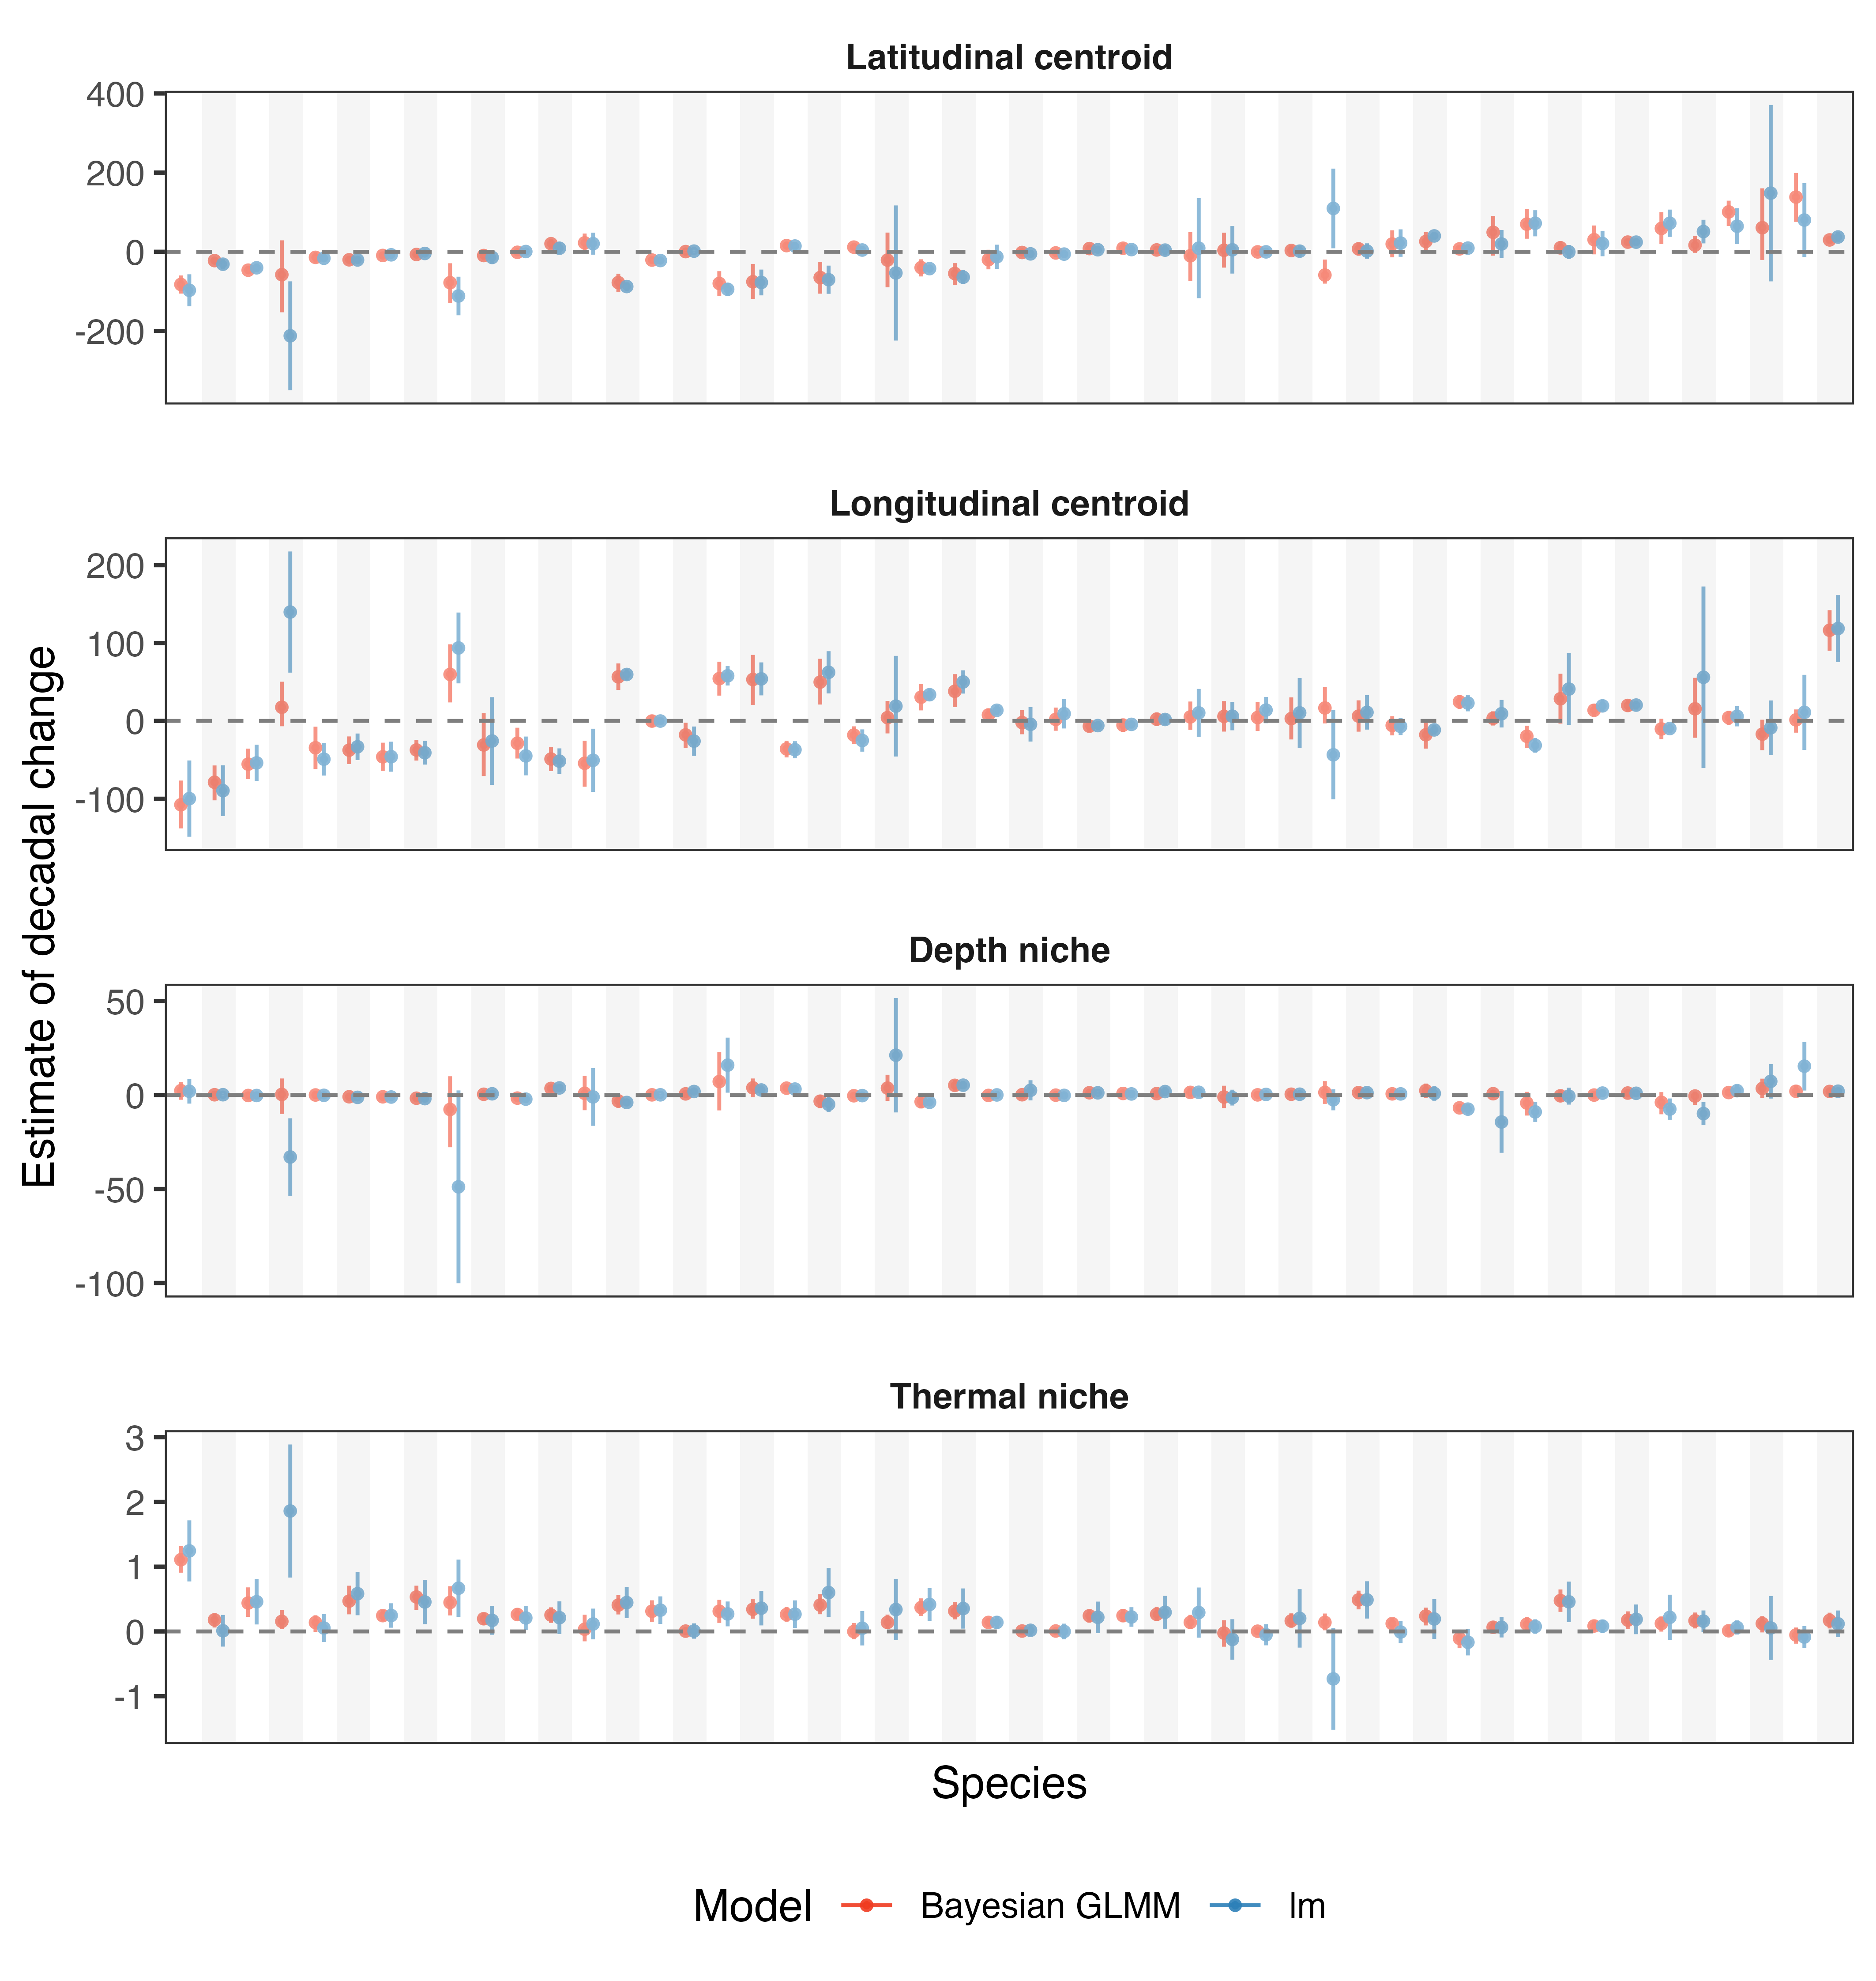 Latitudinal centroid
400
200
0
-200
Longitudinal centroid
200
100
0
-100
Estimate of decadal change
Depth niche
50
0
-50
-100
Thermal niche
3
2
1
0
-1
Species
Model Bayesian GLMM lm